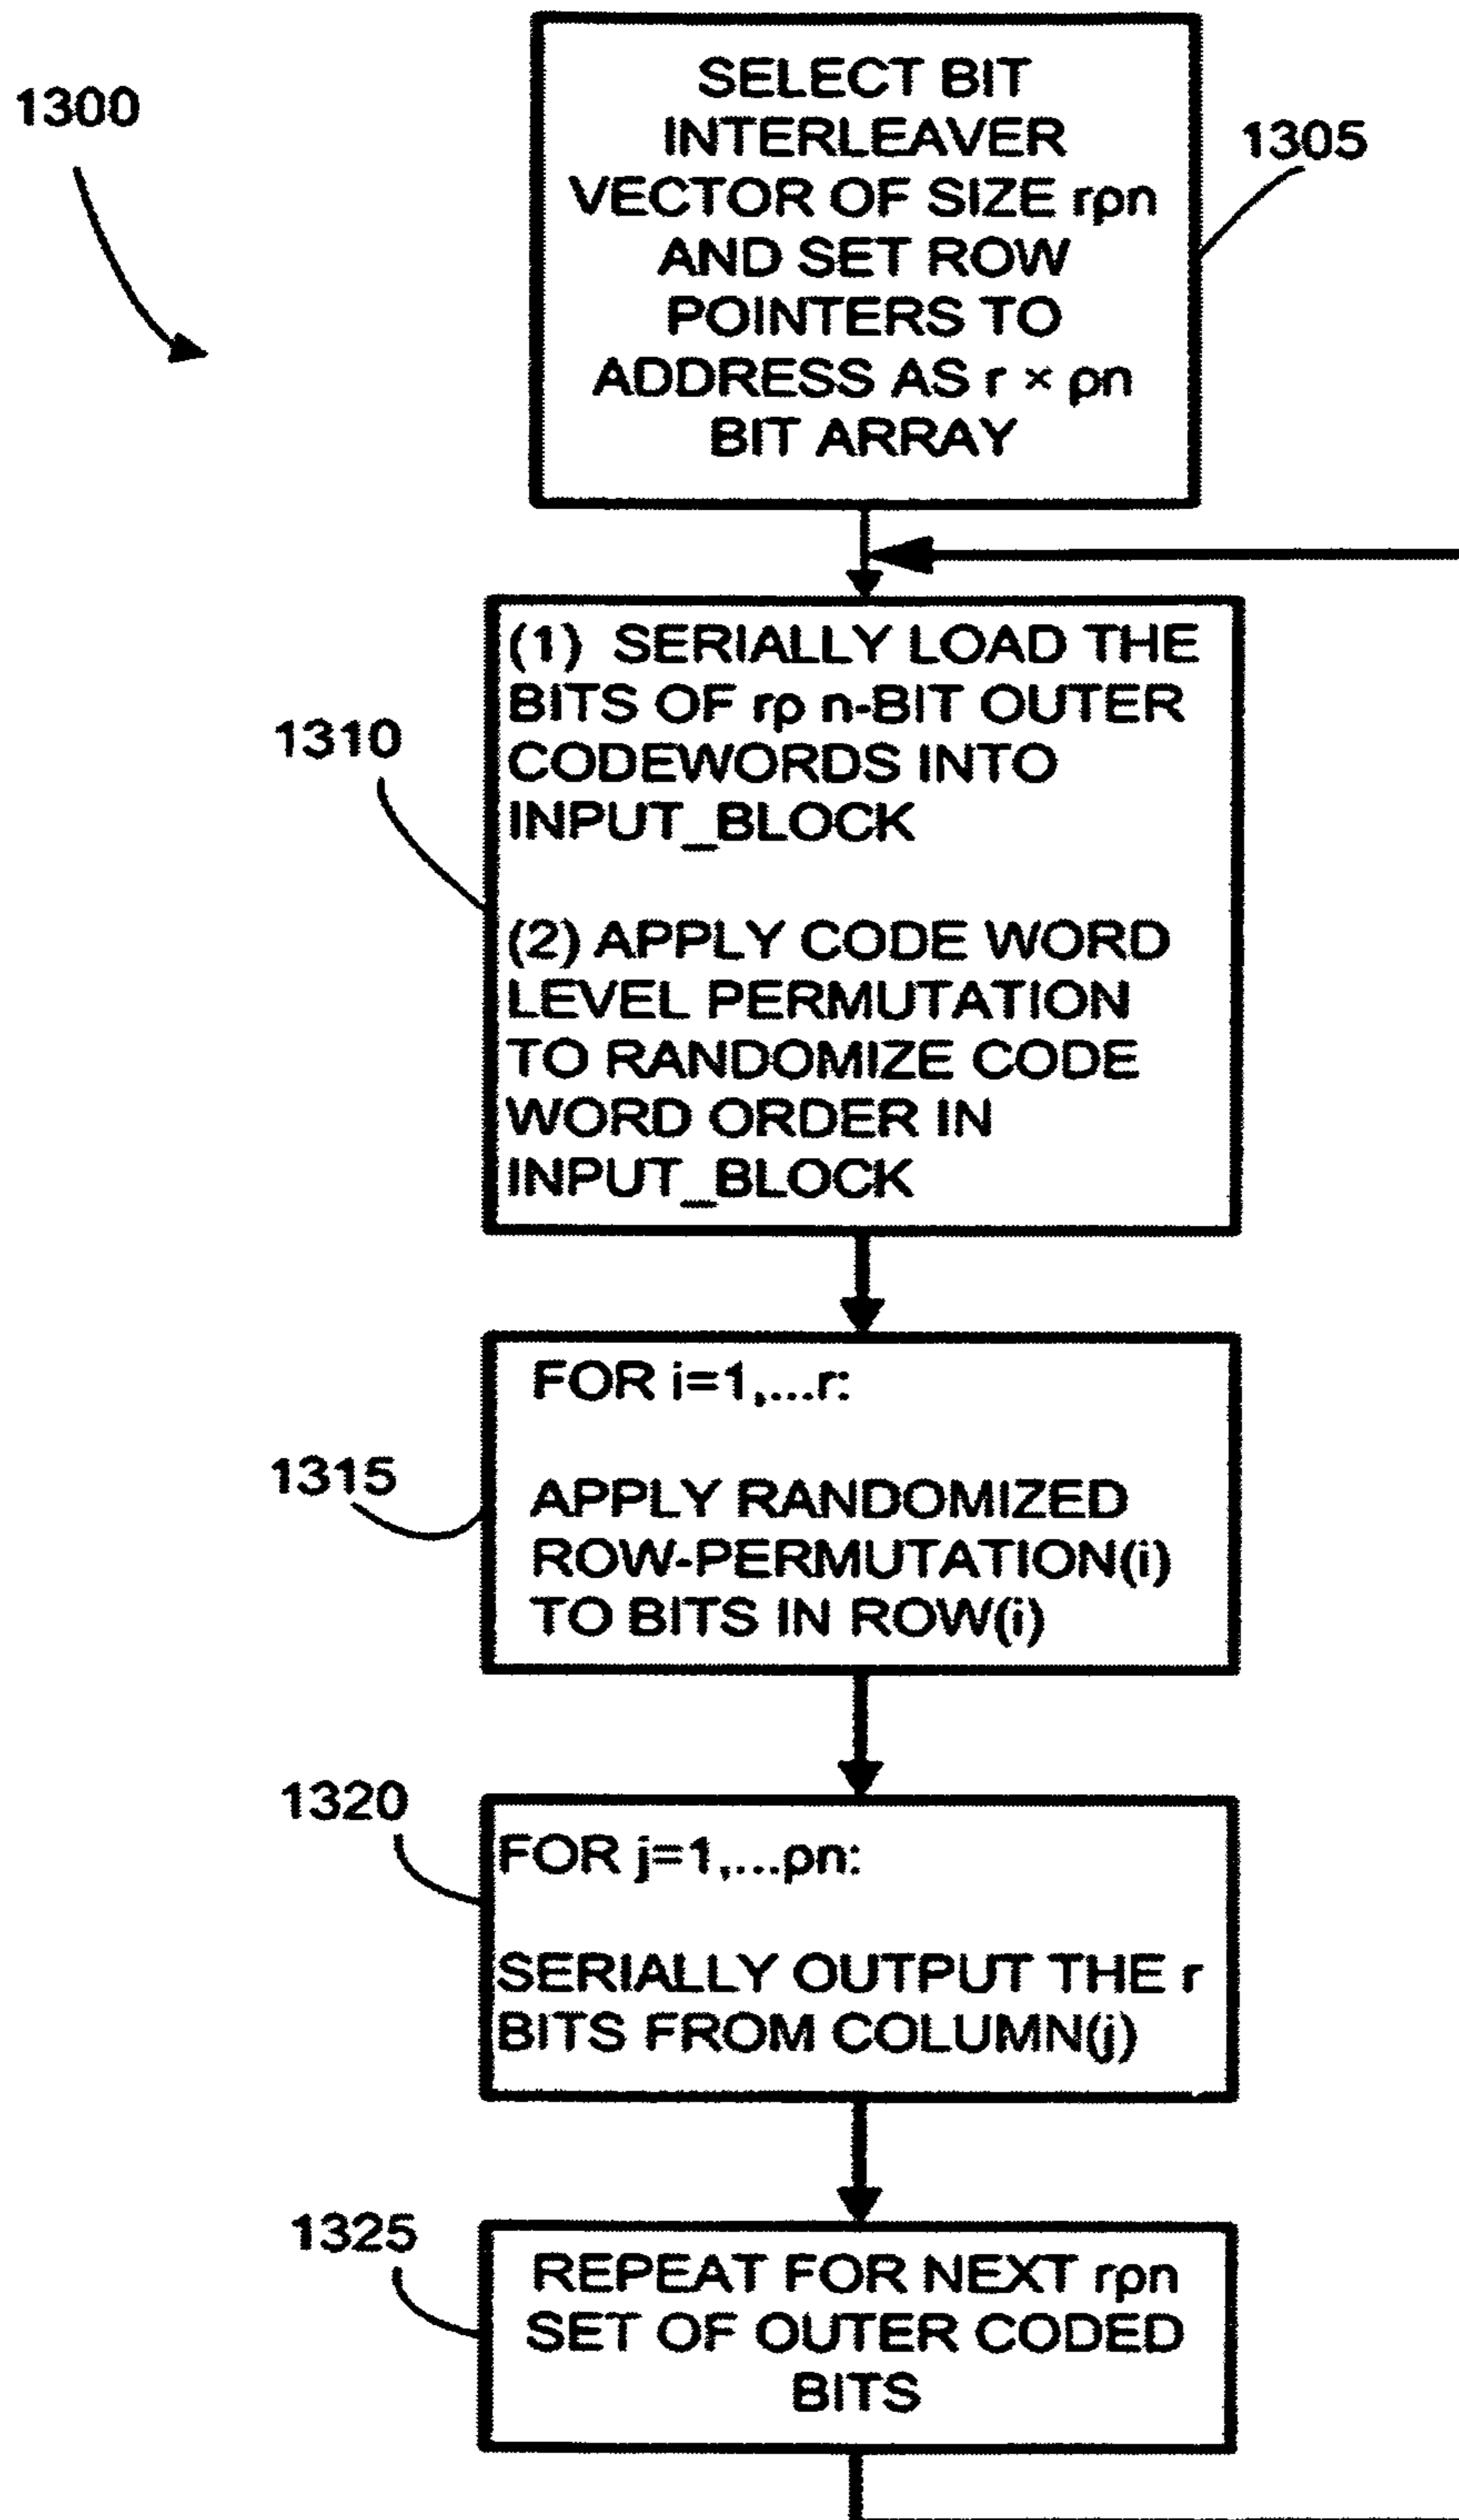 1300
SELECT BIT
INTERLEAVER
VECTOR OF SIZE rρn
AND SET ROW
POINTERS TO
ADDRESS AS r × ρn
BIT ARRAY
1305
(1) SERIALLY LOAD THE
BITS OF rρ n-BIT OUTER
CODEWORDS INTO
INPUT_BLOCK
(2) APPLY CODE WORD
LEVEL PERMUTATION
TO RANDOMIZE CODE
WORD ORDER IN
INPUT_BLOCK
1310
FOR i=1,...r:
APPLY RANDOMIZED
ROW-PERMUTATION(i)
TO BITS IN ROW(i)
1315
1320
FOR j=1,...ρn:
SERIALLY OUTPUT THE r
BITS FROM COLUMN(j)
1325
REPEAT FOR NEXT rρn
SET OF OUTER CODED
BITS